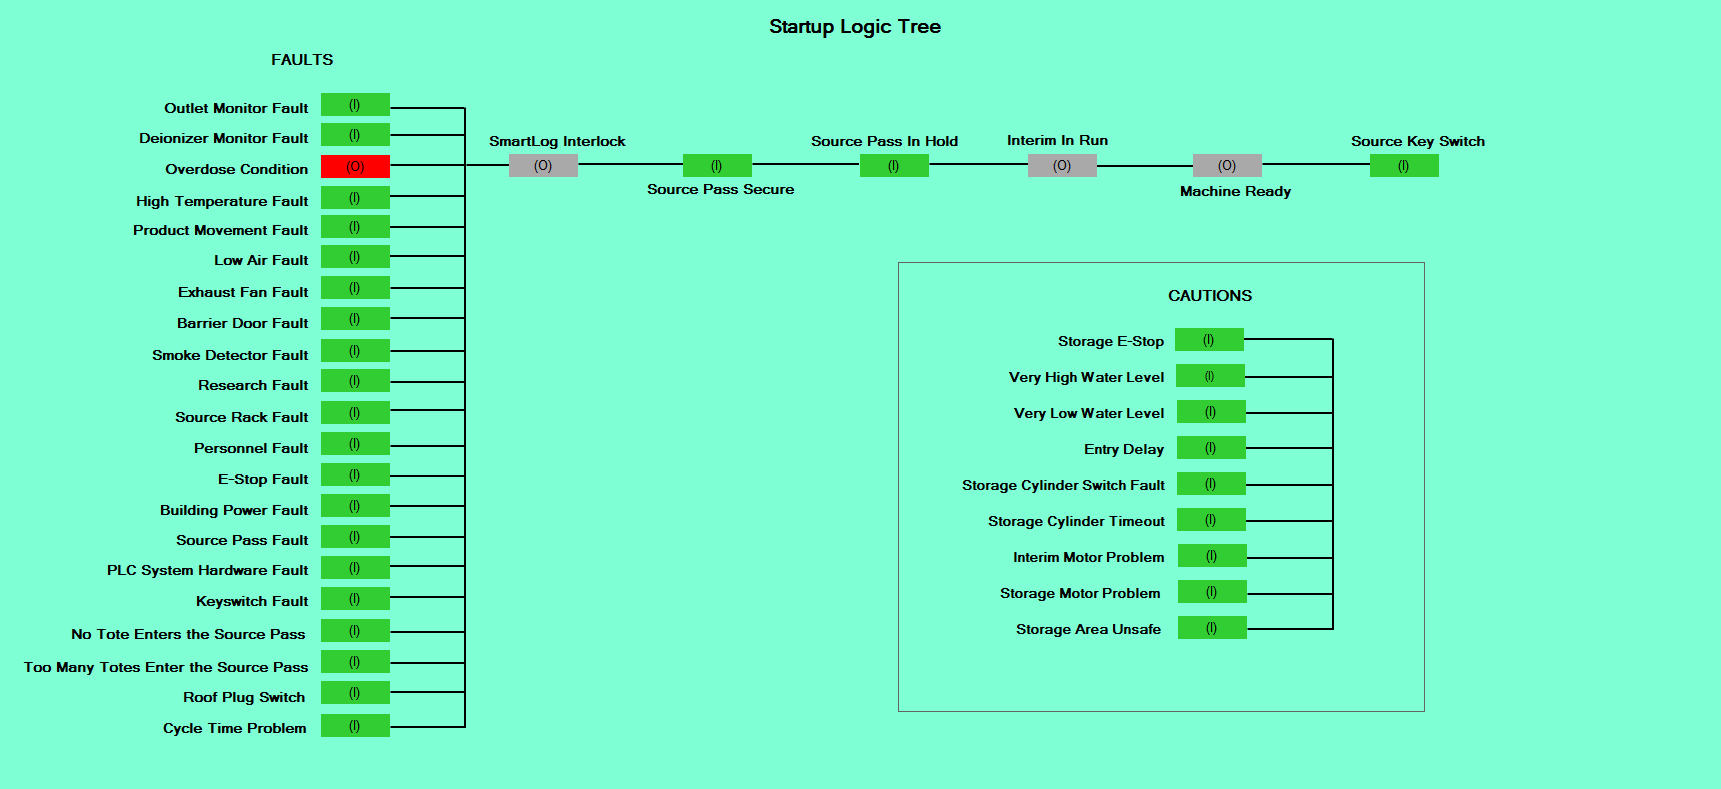 Startup Logic Tree
FAULTS
Outlet Monitor Fault (I)
Deionizer Monitor Fault (I)
Overdose Condition (O)
High Temperature Fault (I)
Product Movement Fault (I)
Low Air Fault (I)
Exhaust Fan Fault (I)
Barrier Door Fault (I)
Smoke Detector Fault (I)
Research Fault (I)
Source Rack Fault (I)
Personnel Fault (I)
E-Stop Fault (I)
Building Power Fault (I)
Source Pass Fault (I)
PLC System Hardware Fault (I)
Keyswitch Fault (I)
No Tote Enters the Source Pass (I)
Too Many Totes Enter the Source Pass (I)
Roof Plug Switch (I)
Cycle Time Problem (I)
SmartLog Interlock
(O)
(I)
Source Pass Secure
Source Pass In Hold
(I)
Interim In Run
(O)
(O)
Machine Ready
Source Key Switch
(I)
CAUTIONS
Storage E-Stop (I)
Very High Water Level (I)
Very Low Water Level (I)
Entry Delay (I)
Storage Cylinder Switch Fault (I)
Storage Cylinder Timeout (I)
Interim Motor Problem (I)
Storage Motor Problem (I)
Storage Area Unsafe (I)